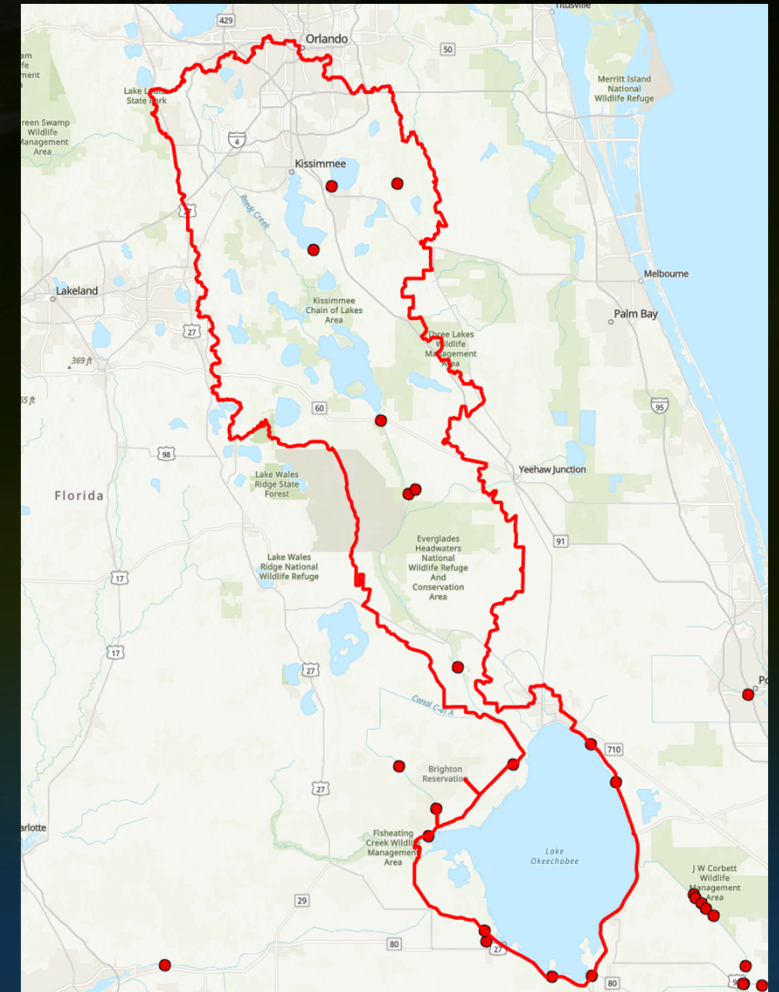 Titusville
429
Orlando
50
Merritt Island
National
Wildlife Refuge
Lake Louisa
State Park
Wildlife
Management
Area
4
Kissimmee
Reedy Creek
27
Melbourne
Lakeland
Kissimmee
Chain of Lakes
Area
Palm Bay
27
Three Lakes
Wildlife
Management
Area
369 ft
60
95
98
Yeehaw Junction
Lake Wales
Ridge State
Forest
Florida
91
Everglades
Headwaters
National
Wildlife Refuge
And
Conservation
Area
Lake Wales
Ridge National
Wildlife Refuge
17
17
27
Po
Canal C-41 A
710
Brighton
Reservation
27
arlotte
Fisheating
Creek Wildlife
Management
Area
Lake
Okeechobee
J W Corbett
Wildlife
Management
Area
29
80
27
80